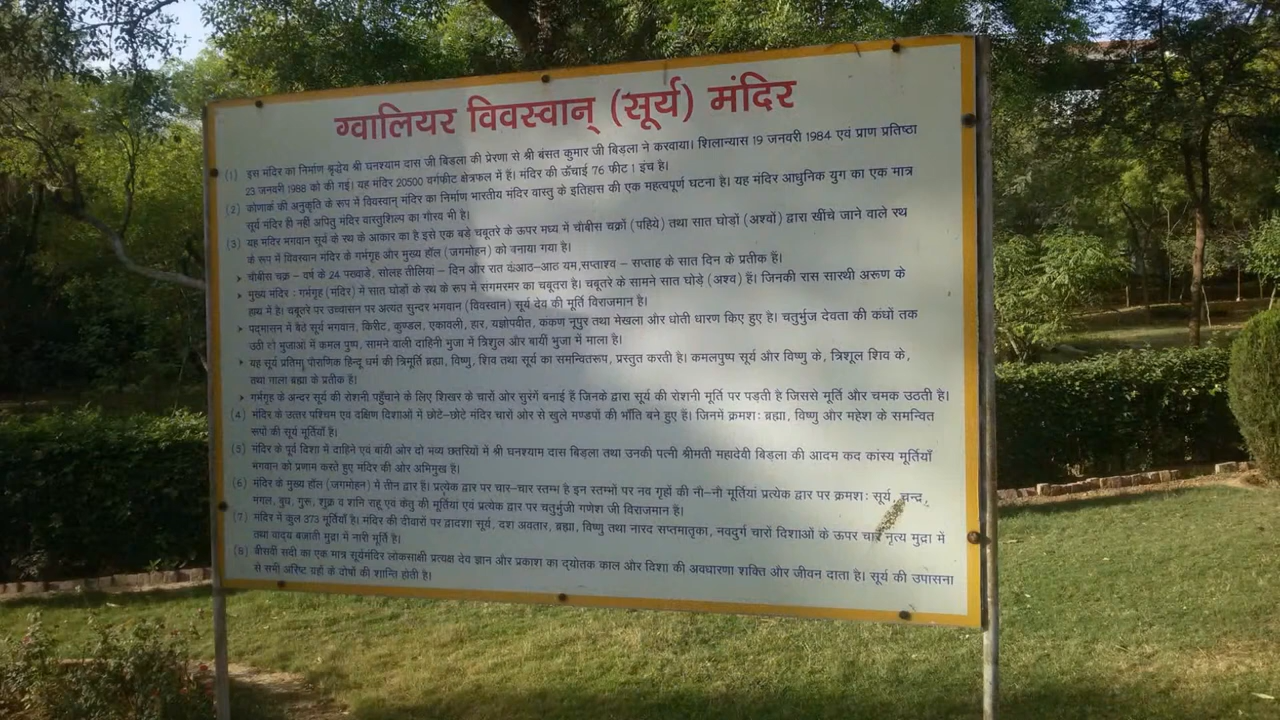 ग्वालियर विवस्वान् (सूर्य) मंदिर
(1) इस मंदिर का निर्माण श्रृद्धेय श्री घनश्याम दास जी बिड़ला की प्रेरणा से श्री बंसत कुमार जी बिड़ला ने करवाया। शिलान्यास 19 जनवरी 1984 एवं प्राण प्रतिष्ठा
23 जनवरी 1988 को की गई। यह मंदिर 20500 वर्गफीट क्षेत्रफल में है। मंदिर की ऊँचाई 76 फीट 1 इंच है।
(2) कोणार्क की अनुकृति के रूप में विवस्वान् मंदिर का निर्माण भारतीय मंदिर वास्तु के इतिहास की एक महत्वपूर्ण घटना है। यह मंदिर आधुनिक युग का एक मात्र
सूर्य मंदिर ही नही अपितु मंदिर वास्तुशिल्प का गौरव भी है।
(3) यह मंदिर भगवान सूर्य के रथ के आकार का है इसे एक बड़े चबूतरे के ऊपर मध्य में चौबीस चक्रों (पहिये) तथा सात घोड़ों (अश्वों) द्वारा खींचे जाने वाले रथ
के रूप में विवस्वान मंदिर के गर्भगृह और मुख्य हॉल (जगमोहन) को बनाया गया है।
➤ चौबीस चक्र – वर्ष के 24 पखवाड़े, सोलह तीलिया – दिन और रात के आठ-आठ यम, सप्ताश्व – सप्ताह के सात दिन के प्रतीक हैं।
➤ मुख्य मंदिर : गर्भगृह (मंदिर) में सात घोड़ों के रथ के रूप में संगमरमर का चबूतरा है। चबूतरे के सामने सात घोड़े (अश्व) हैं। जिनकी रास सारथी अरूण के
हाथ में है। चबूतरे पर उच्चासन पर अत्यंत सुन्दर भगवान (विवस्वान) सूर्य देव की मूर्ति विराजमान है।
➤ पद्मासन में बैठे सूर्य भगवान, किरीट, कुण्डल, एकावली, हार, यज्ञोपवीत, कंकण नूपुर तथा मेखला और धोती धारण किए हुए है। चतुर्भुज देवता की कंधों तक
उठी दो भुजाओं में कमल पुष्प, सामने वाली दाहिनी भुजा में त्रिशुल और बायीं भुजा में माला है।
➤ यह सूर्य प्रतिमा पौराणिक हिन्दू धर्म की त्रिमूर्ति ब्रह्मा, विष्णु, शिव तथा सूर्य का समन्वितरूप, प्रस्तुत करती है। कमलपुष्प सूर्य और विष्णु के, त्रिशूल शिव के,
तथा माला ब्रह्मा के प्रतीक है।
➤ गर्भगृह के अन्दर सूर्य की रोशनी पहुँचाने के लिए शिखर के चारों ओर सुरंगें बनाई हैं जिनके द्वारा सूर्य की रोशनी मूर्ति पर पड़ती है जिससे मूर्ति और चमक उठती है।
(4) मंदिर के उत्तर पश्चिम एवं दक्षिण दिशाओं में छोटे-छोटे मंदिर चारों ओर से खुले मण्डपों की भाँति बने हुए हैं। जिनमें क्रमश: ब्रह्मा, विष्णु और महेश के समन्वित
रूपों की सूर्य मूर्तियाँ है।
(5) मंदिर के पूर्व दिशा में दाहिने एवं बांयी ओर दो भव्य छतरियों में श्री घनश्याम दास बिड़ला तथा उनकी पत्नी श्रीमती महादेवी बिड़ला की आदम कद कांस्य मूर्तियाँ
भगवान को प्रणाम करते हुए मंदिर की ओर अभिमुख है।
(6) मंदिर के मुख्य हॉल (जगमोहन) में तीन द्वार है। प्रत्येक द्वार पर चार-चार स्तम्भ है इन स्तम्भों पर नव गृहों की नौ-नौ मूर्तियां प्रत्येक द्वार पर क्रमश: सूर्य, चन्द्र,
मंगल, बुध, गुरू, शुक्र व शनि राहू एवं केतु की मूर्तियां एवं प्रत्येक द्वार पर चतुर्भुजी गणेश जी विराजमान हैं।
(7) मंदिर में कुल 373 मूर्तियाँ है। मंदिर की दीवारों पर द्वादश सूर्य, दश अवतार, ब्रह्मा, विष्णु तथा नारद सप्तमातृका, नवदुर्ग चारों दिशाओं के ऊपर चार नृत्य मुद्रा में
तथा वाद्य बजाती मुद्रा में नारी मूर्ति है।
(8) बीसवीं सदी का एक मात्र सूर्यमंदिर लोकसाक्षी प्रत्यक्ष देव ज्ञान और प्रकाश का द्योतक काल और दिशा की अवधारणा शक्ति और जीवन दाता है। सूर्य की उपासना
से सभी अरिष्ट ग्रहों के दोषों की शान्ति होती है।